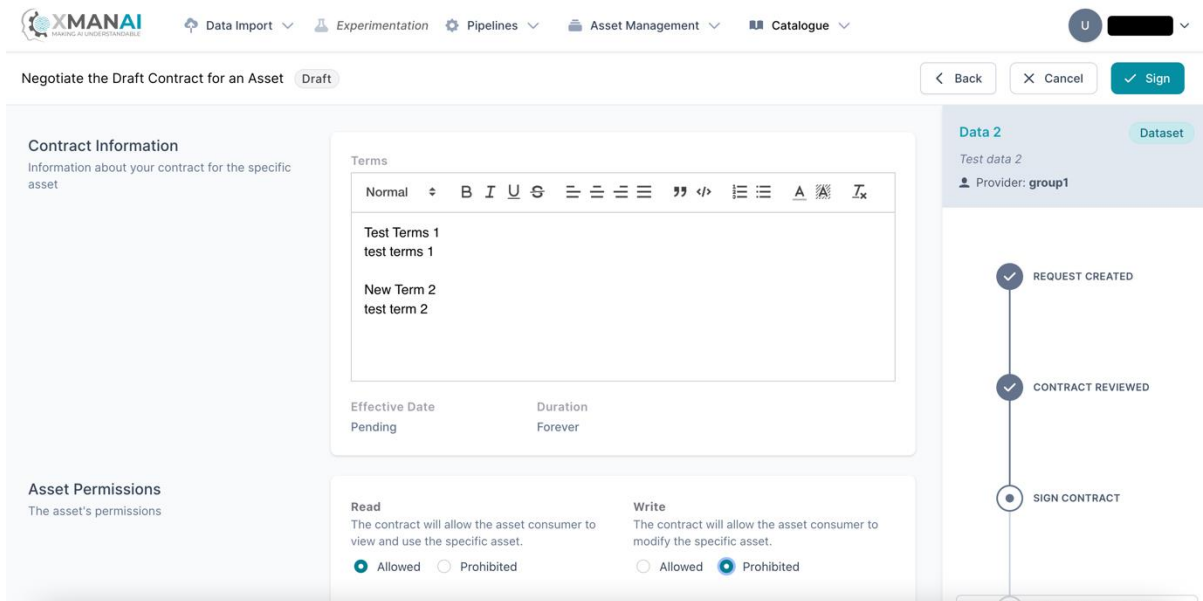 XMANAI
MAKING AI UNDERSTANDABLE
Data Import
Experimentation
Pipelines
Asset Management
Catalogue
U
Negotiate the Draft Contract for an Asset
Draft
Back
Cancel
Sign
Contract Information
Information about your contract for the specific
asset
Terms
Normal
B I U S
A A
Test Terms 1
test terms 1
New Term 2
test term 2
Effective Date
Duration
Pending
Forever
Asset Permissions
The asset's permissions
Read
The contract will allow the asset consumer to
view and use the specific asset.
Allowed
Prohibited
Write
The contract will allow the asset consumer to
modify the specific asset.
Allowed
Prohibited
Data 2
Dataset
Test data 2
Provider: group1
REQUEST CREATED
CONTRACT REVIEWED
SIGN CONTRACT